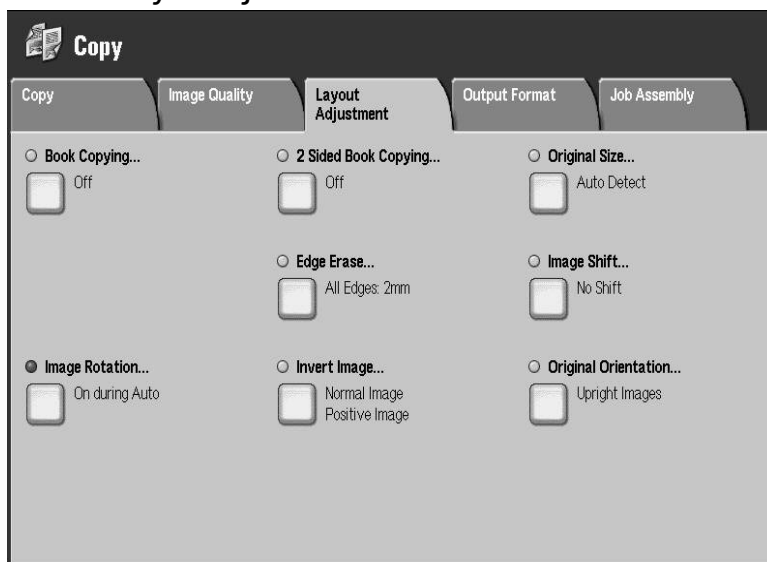 Copy
Copy
Image Quality
Layout
Adjustment
Output Format
Job Assembly
Book Copying...
Off
2 Sided Book Copying...
Off
Original Size...
Auto Detect
Edge Erase...
All Edges: 2mm
Image Shift...
No Shift
Image Rotation...
On during Auto
Invert Image...
Normal Image
Positive Image
Original Orientation...
Upright Images